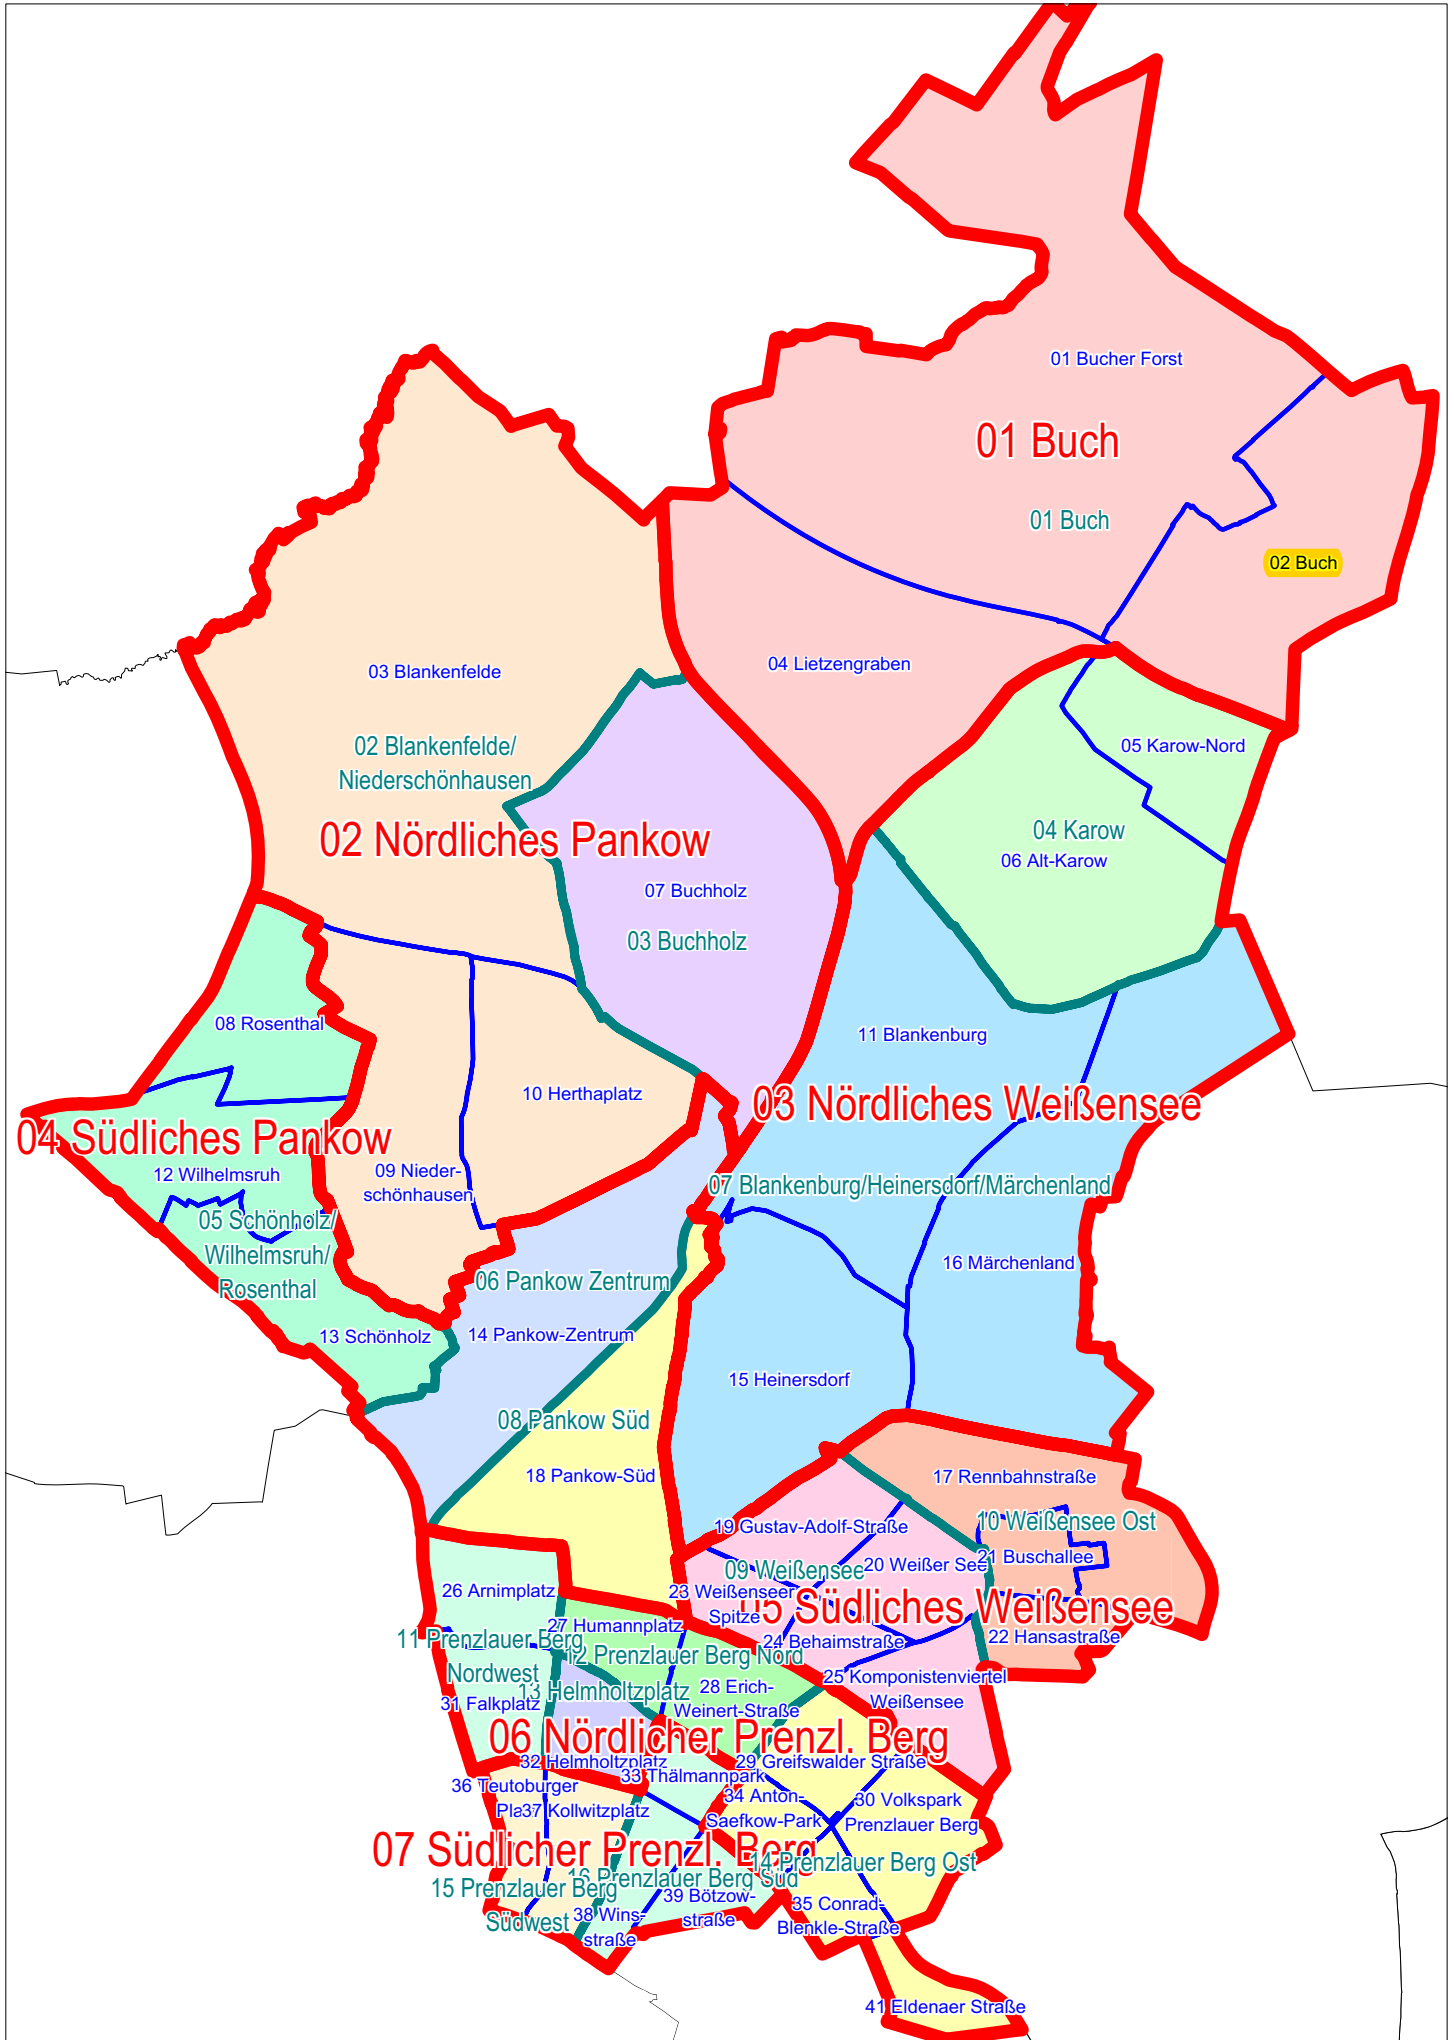 01 Bucher Forst
01 Buch
01 Buch
02 Buch
04 Lietzengraben
03 Blankenfelde
02 Blankenfelde/
Niederschönhausen
05 Karow-Nord
02 Nördliches Pankow
04 Karow
06 Alt-Karow
07 Buchholz
03 Buchholz
08 Rosenthal
11 Blankenburg
10 Herthaplatz
03 Nördliches Weißensee
04 Südliches Pankow
12 Wilhelmsruh
09 Nieder-
schönhausen
07 Blankenburg/Heinersdorf/Märchenland
05 Schönholz/
Wilhelmsruh/
Rosenthal
16 Märchenland
06 Pankow Zentrum
13 Schönholz
14 Pankow-Zentrum
15 Heinersdorf
08 Pankow Süd
18 Pankow-Süd
17 Rennbahnstraße
10 Weißensee Ost
19 Gustav-Adolf-Straße
20 Weißer See
21 Buschallee
09 Weißensee
26 Arnimplatz
23 Weißenseer
Spitze
05 Südliches Weißensee
27 Humannplatz
24 Behaimstraße
22 Hansastraße
11 Prenzlauer Berg
Nordwest
12 Prenzlauer Berg Nord
25 Komponistenviertel
Weißensee
13 Helmholtzplatz
28 Erich-
Weinert-Straße
31 Falkplatz
06 Nördlicher Prenzl. Berg
32 Helmholtzplatz
29 Greifswalder Straße
33 Thälmannpark
36 Teutoburger
Pla
37 Kollwitzplatz
34 Anton-
Saefkow-Park
30 Volkspark
Prenzlauer Berg
07 Südlicher Prenzl. Berg
14 Prenzlauer Berg Ost
16 Prenzlauer Berg Süd
15 Prenzlauer Berg
Südwest
39 Bötzow-
straße
38 Wins-
straße
35 Conrad-
Blenkle-Straße
41 Eldenaer Straße